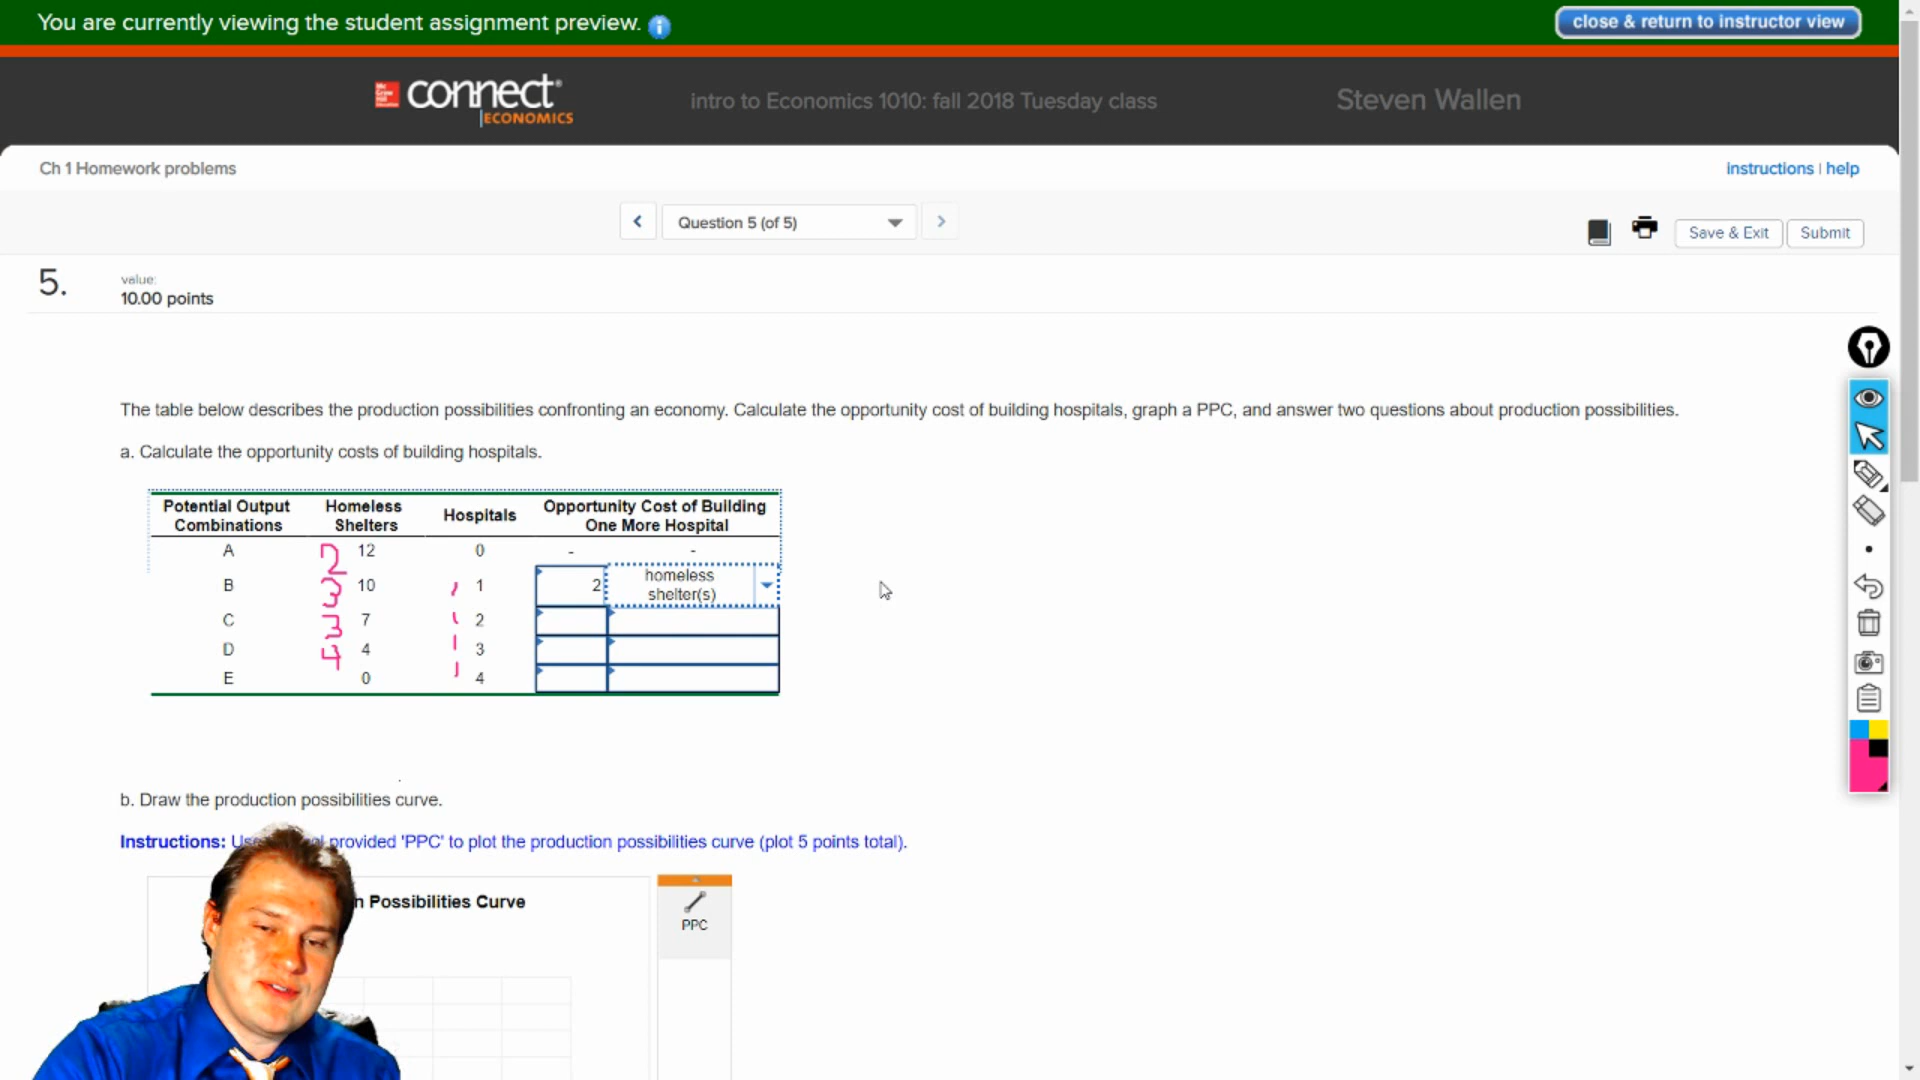 You are currently viewing the student assignment preview.
close & return to instructor view
Mc Graw Hill Education
connect
ECONOMICS
intro to Economics 1010: fall 2018 Tuesday class
Steven Wallen
Ch 1 Homework problems
instructions | help
Question 5 (of 5)
Save & Exit
Submit
5.
value:
10.00 points
The table below describes the production possibilities confronting an economy. Calculate the opportunity cost of building hospitals, graph a PPC, and answer two questions about production possibilities.
a. Calculate the opportunity costs of building hospitals.
Potential Output Combinations Homeless Shelters Hospitals Opportunity Cost of Building One More Hospital
A 12 0 - -
2
B 10 1 2 homeless shelter(s)
3
C 7 2
3
D 4 3
4
E 0 4
b. Draw the production possibilities curve.
Instructions: provided 'PPC' to plot the production possibilities curve (plot 5 points total).
Possibilities Curve
PPC